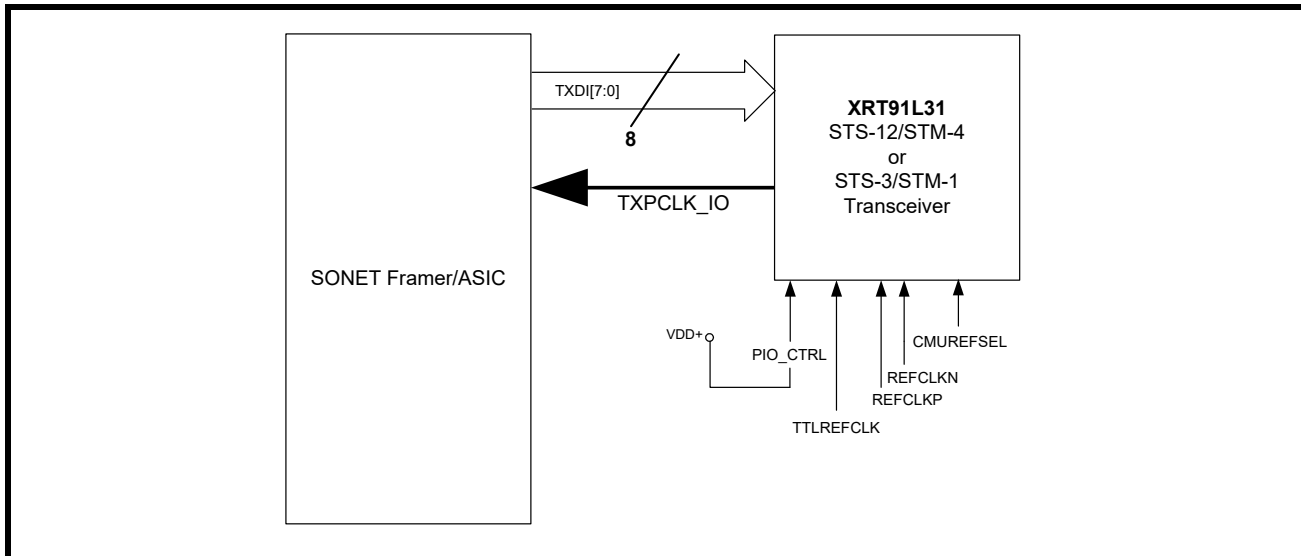 TXDI[7:0]
8
TXPCLK_IO
SONET Framer/ASIC
XRT91L31
STS-12/STM-4
or
STS-3/STM-1
Transceiver
VDD+
PIO_CTRL
CMUREFSEL
REFCLKN
REFCLKP
TTLREFCLK